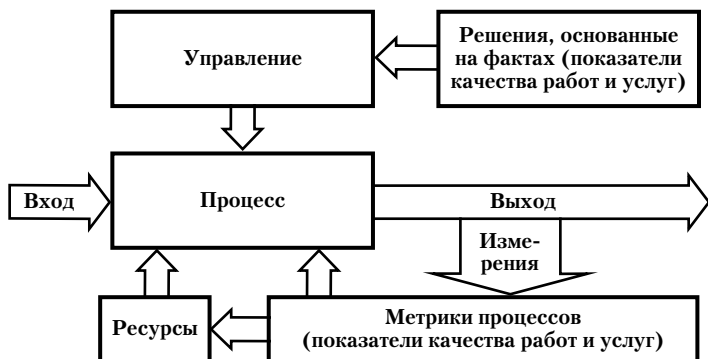 Управление
Решения, основанные
на фактах (показатели
качества работ и услуг)
Вход
Процесс
Выход
Изме-
рения
Ресурсы
Метрики процессов
(показатели качества работ и услуг)